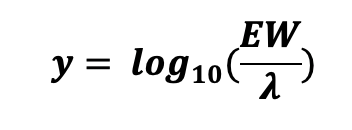 y = log₁₀(EW/λ)